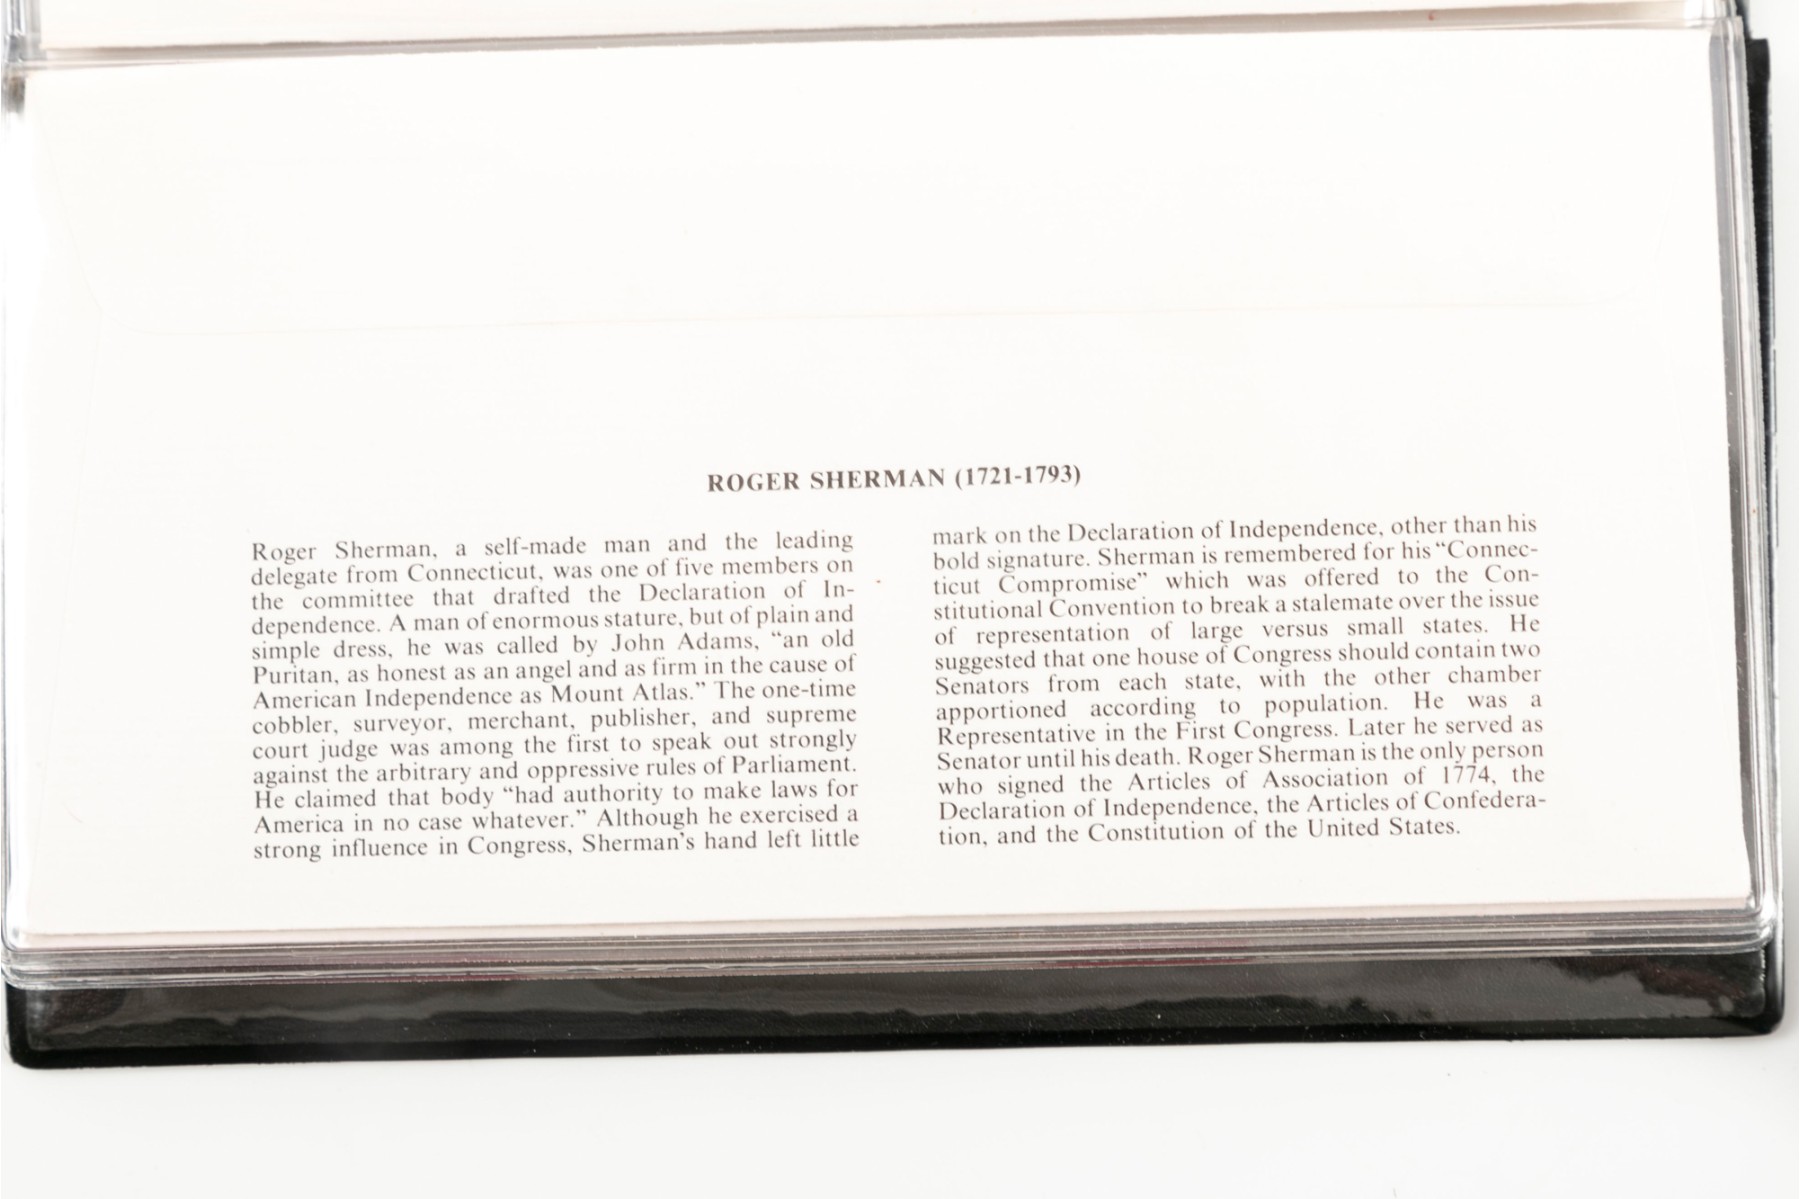 ROGER SHERMAN (1721-1793)
Roger Sherman, a self-made man and the leading
delegate from Connecticut, was one of five members on
the committee that drafted the Declaration of In-
dependence. A man of enormous stature, but of plain and
simple dress, he was called by John Adams, “an old
Puritan, as honest as an angel and as firm in the cause of
American Independence as Mount Atlas.” The one-time
cobbler, surveyor, merchant, publisher, and supreme
court judge was among the first to speak out strongly
against the arbitrary and oppressive rules of Parliament.
He claimed that body “had authority to make laws for
America in no case whatever.” Although he exercised a
strong influence in Congress, Sherman's hand left little
mark on the Declaration of Independence, other than his
bold signature. Sherman is remembered for his “Connec-
ticut Compromise” which was offered to the Con-
stitutional Convention to break a stalemate over the issue
of representation of large versus small states. He
suggested that one house of Congress should contain two
Senators from each state, with the other chamber
apportioned according to population. He was a
Representative in the First Congress. Later he served as
Senator until his death. Roger Sherman is the only person
who signed the Articles of Association of 1774, the
Declaration of Independence, the Articles of Confedera-
tion, and the Constitution of the United States.